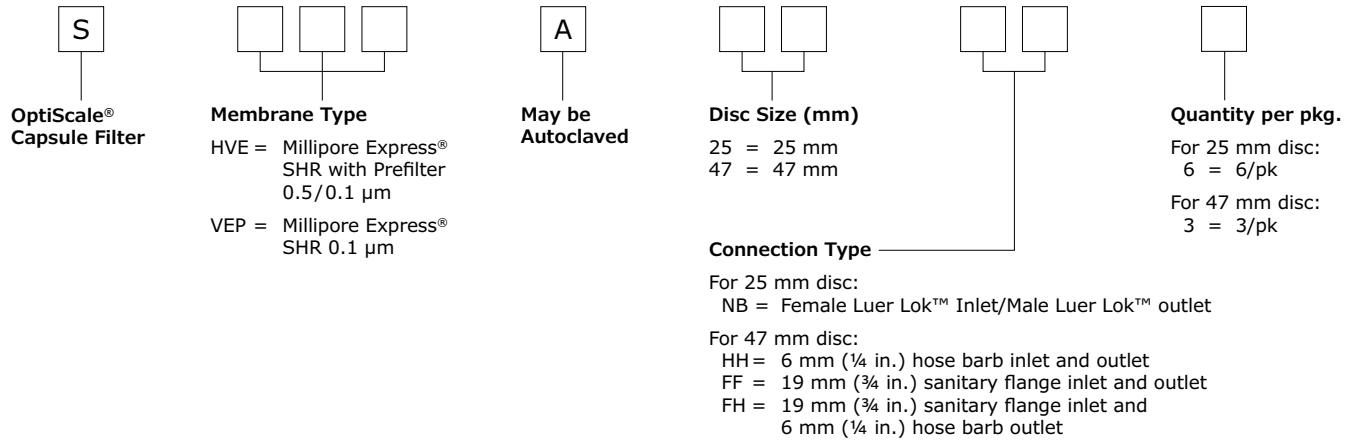 S
A
OptiScale®
Capsule Filter
Membrane Type
HVE = Millipore Express®
SHR with Prefilter
0.5/0.1 µm
VEP = Millipore Express®
SHR 0.1 µm
May be
Autoclaved
Disc Size (mm)
25 = 25 mm
47 = 47 mm
Connection Type
For 25 mm disc:
NB = Female Luer Lok™ Inlet/Male Luer Lok™ outlet
For 47 mm disc:
HH = 6 mm (¼ in.) hose barb inlet and outlet
FF = 19 mm (¾ in.) sanitary flange inlet and outlet
FH = 19 mm (¾ in.) sanitary flange inlet and
6 mm (¼ in.) hose barb outlet
Quantity per pkg.
For 25 mm disc:
6 = 6/pk
For 47 mm disc:
3 = 3/pk